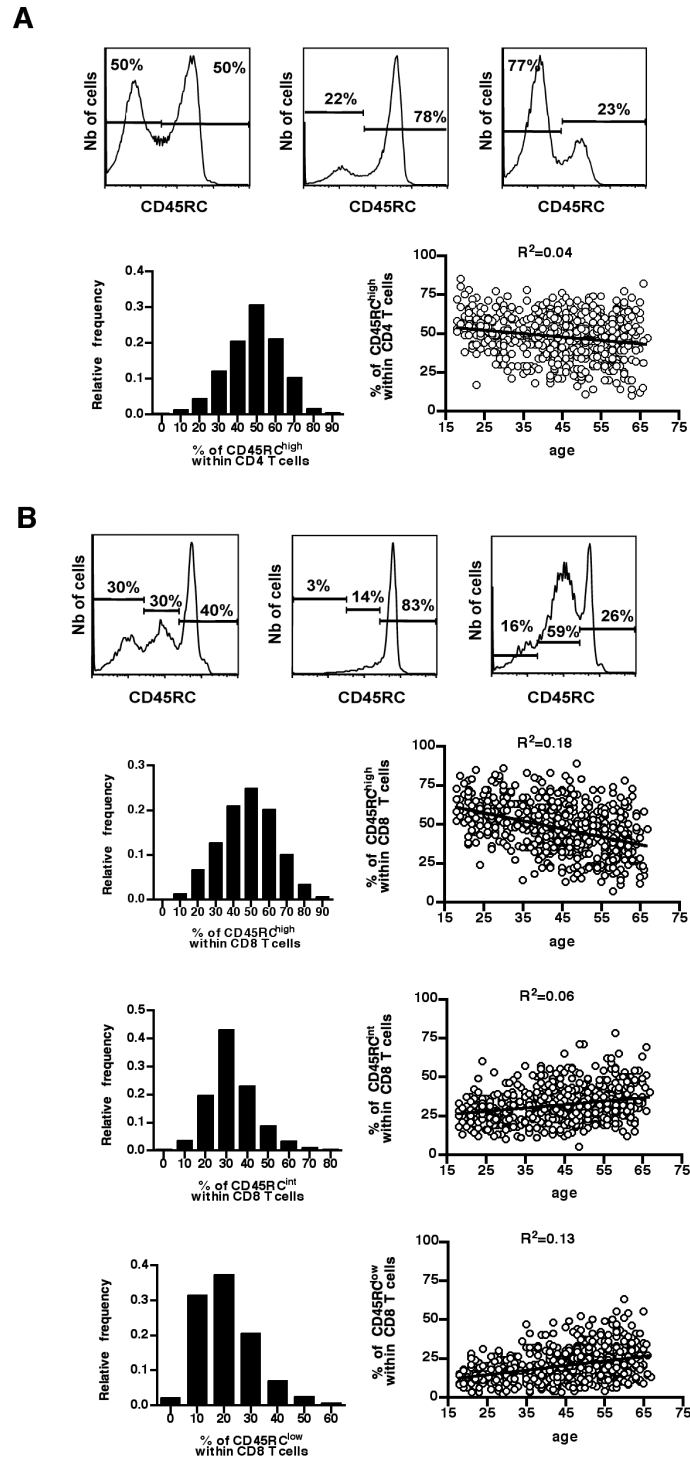 A
50%
50%
Nb of cells
CD45RC
22%
78%
Nb of cells
CD45RC
77%
23%
Nb of cells
CD45RC
Relative frequency
0.4
0.3
0.2
0.1
0.0
0 10 20 30 40 50 60 70 80 90
% of CD45RChigh
within CD4 T cells
R2=0.04
% of CD45RChigh
within CD4 T cells
100
75
50
25
0
15 25 35 45 55 65 75
age
B
30%
30%
40%
Nb of cells
CD45RC
3%
14%
83%
Nb of cells
CD45RC
16%
59%
26%
Nb of cells
CD45RC
Relative frequency
0.3
0.2
0.1
0.0
0 10 20 30 40 50 60 70 80 90
% of CD45RChigh
within CD8 T cells
R2=0.18
% of CD45RChigh
within CD8 T cells
100
75
50
25
0
15 25 35 45 55 65 75
age
Relative frequency
0.5
0.4
0.3
0.2
0.1
0.0
0 10 20 30 40 50 60 70 80
% of CD45RCint
within CD8 T cells
R2=0.06
% of CD45RCint
within CD8 T cells
100
75
50
25
0
15 25 35 45 55 65 75
age
Relative frequency
0.4
0.3
0.2
0.1
0.0
0 10 20 30 40 50 60
% of CD45RClow
within CD8 T cells
R2=0.13
% of CD45RClow
within CD8 T cells
100
75
50
25
0
15 25 35 45 55 65 75
age